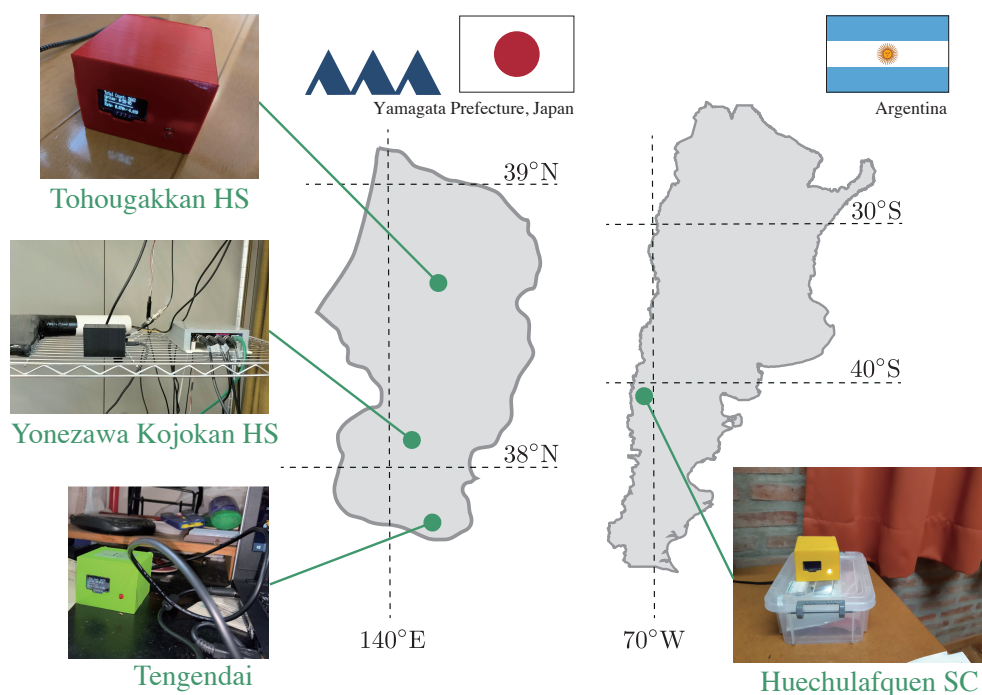 Yamagata Prefecture, Japan
Argentina
Tohougakkan HS
39°N
30°S
40°S
Yonezawa Kojokan HS
38°N
140°E
70°W
Tengendai
Huechulafquen SC